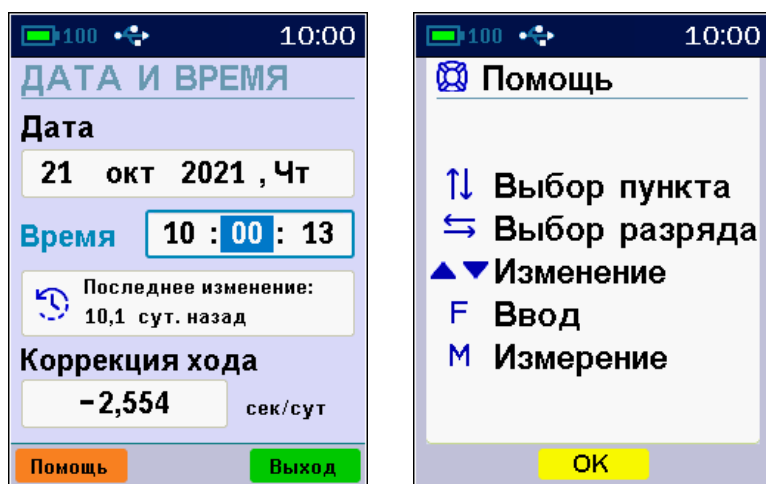 100 10:00
ДАТА И ВРЕМЯ
Дата
21 окт 2021 , Чт
Время 10 : 00 : 13
Последнее изменение:
10,1 сут. назад
Коррекция хода
−2,554 сек/сут
Помощь Выход
100 10:00
Помощь
Выбор пункта
Выбор разряда
Изменение
F Ввод
M Измерение
OK